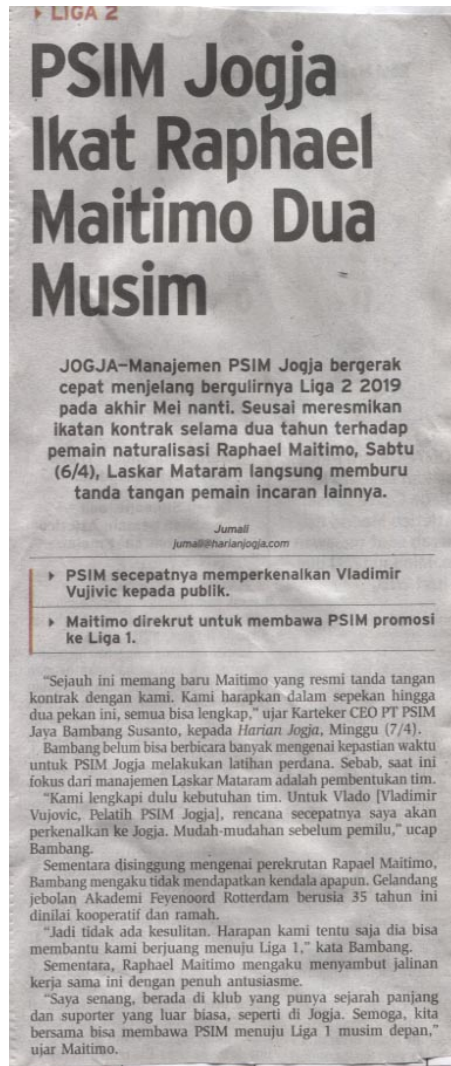 LIGA 2
PSIM Jogja
Ikat Raphael
Maitimo Dua
Musim
JOGJA—Manajemen PSIM Jogja bergerak
cepat menjelang bergulirnya Liga 2 2019
pada akhir Mei nanti. Seusai meresmikan
ikatan kontrak selama dua tahun terhadap
pemain naturalisasi Raphael Maitimo, Sabtu
(6/4), Laskar Mataram langsung memburu
tanda tangan pemain incaran lainnya.
Jumali
jumali@harianjogja.com
PSIM secepatnya memperkenalkan Vladimir
Vujivic kepada publik.
Maitimo direkrut untuk membawa PSIM promosi
ke Liga 1.
"Sejauh ini memang baru Maitimo yang resmi tanda tangan
kontrak dengan kami. Kami harapkan dalam sepekan hingga
dua pekan ini, semua bisa lengkap," ujar Karteker CEO PT PSIM
Jaya Bambang Susanto, kepada Harian Jogja, Minggu (7/4).
Bambang belum bisa berbicara banyak mengenai kepastian waktu
untuk PSIM Jogja melakukan latihan perdana. Sebab, saat ini
fokus dari manajemen Laskar Mataram adalah pembentukan tim.
"Kami lengkapi dulu kebutuhan tim. Untuk Vlado [Vladimir
Vujovic, Pelatih PSIM Jogja], rencana secepatnya saya akan
perkenalkan ke Jogja. Mudah-mudahan sebelum pemilu," ucap
Bambang.
Sementara disinggung mengenai perekrutan Rapael Maitimo,
Bambang mengaku tidak mendapatkan kendala apapun. Gelandang
jebolan Akademi Feyenoord Rotterdam berusia 35 tahun ini
dinilai kooperatif dan ramah.
"Jadi tidak ada kesulitan. Harapan kami tentu saja dia bisa
membantu kami berjuang menuju Liga 1," kata Bambang.
Sementara, Raphael Maitimo mengaku menyambut jalinan
kerja sama ini dengan penuh antusiasme.
"Saya senang, berada di klub yang punya sejarah panjang
dan suporter yang luar biasa, seperti di Jogja. Semoga, kita
bersama bisa membawa PSIM menuju Liga 1 musim depan,"
ujar Maitimo.